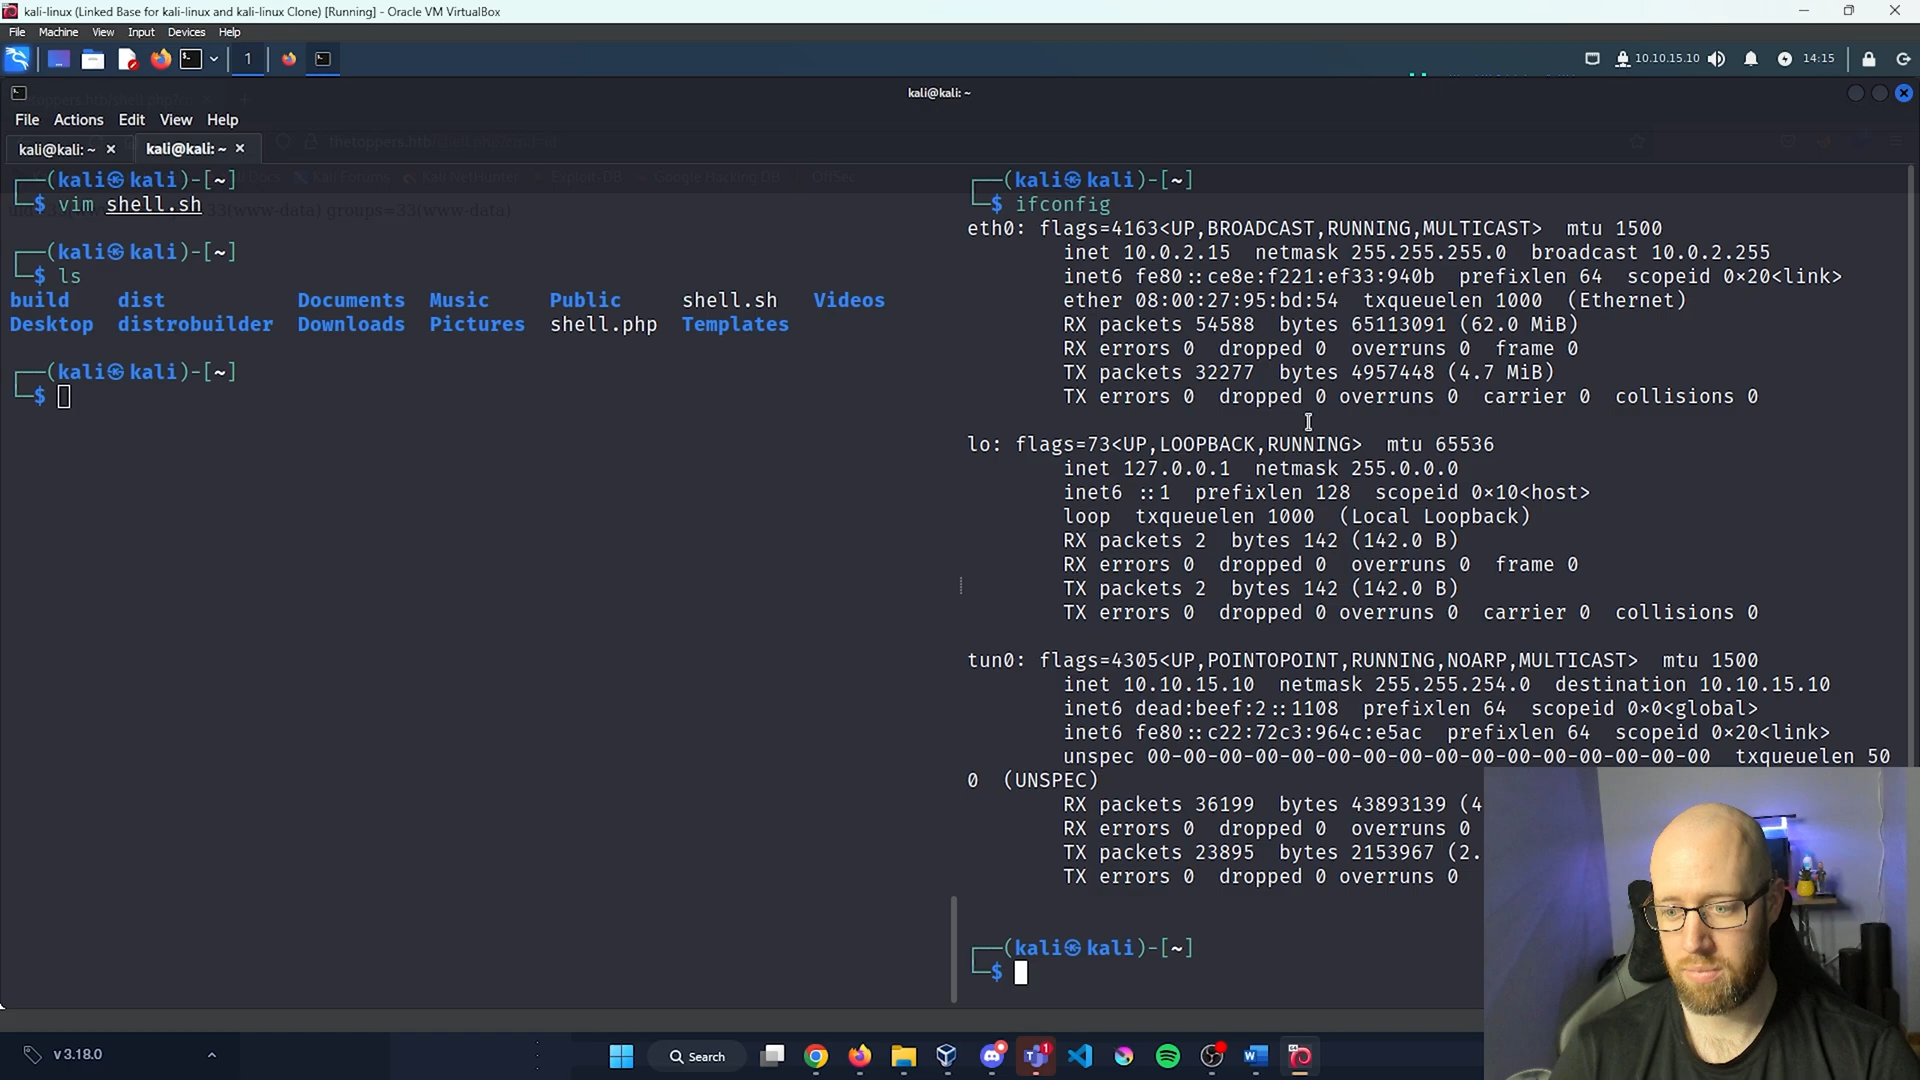 kali-linux (Linked Base for kali-linux and kali-linux Clone) [Running] - Oracle VM VirtualBox
File Machine View Input Devices Help
1
10.10.15.10
14:15
kali@kali: ~
File Actions Edit View Help
kali@kali: ~ × kali@kali: ~ ×
┌──(kali㉿kali)-[~]
└─$ vim shell.sh
33(www-data) groups=33(www-data)
┌──(kali㉿kali)-[~]
└─$ ls
build dist Documents Music Public shell.sh Videos
Desktop distrobuilder Downloads Pictures shell.php Templates
┌──(kali㉿kali)-[~]
└─$
┌──(kali㉿kali)-[~]
└─$ ifconfig
eth0: flags=4163<UP,BROADCAST,RUNNING,MULTICAST> mtu 1500
inet 10.0.2.15 netmask 255.255.255.0 broadcast 10.0.2.255
inet6 fe80::ce8e:f221:ef33:940b prefixlen 64 scopeid 0×20<link>
ether 08:00:27:95:bd:54 txqueuelen 1000 (Ethernet)
RX packets 54588 bytes 65113091 (62.0 MiB)
RX errors 0 dropped 0 overruns 0 frame 0
TX packets 32277 bytes 4957448 (4.7 MiB)
TX errors 0 dropped 0 overruns 0 carrier 0 collisions 0
lo: flags=73<UP,LOOPBACK,RUNNING> mtu 65536
inet 127.0.0.1 netmask 255.0.0.0
inet6 ::1 prefixlen 128 scopeid 0×10<host>
loop txqueuelen 1000 (Local Loopback)
RX packets 2 bytes 142 (142.0 B)
RX errors 0 dropped 0 overruns 0 frame 0
TX packets 2 bytes 142 (142.0 B)
TX errors 0 dropped 0 overruns 0 carrier 0 collisions 0
tun0: flags=4305<UP,POINTOPOINT,RUNNING,NOARP,MULTICAST> mtu 1500
inet 10.10.15.10 netmask 255.255.254.0 destination 10.10.15.10
inet6 dead:beef:2::1108 prefixlen 64 scopeid 0×0<global>
inet6 fe80::c22:72c3:964c:e5ac prefixlen 64 scopeid 0×20<link>
unspec 00-00-00-00-00-00-00-00-00-00-00-00-00-00-00-00 txqueuelen 50
0 (UNSPEC)
RX packets 36199 bytes 43893139 (4
RX errors 0 dropped 0 overruns 0
TX packets 23895 bytes 2153967 (2.
TX errors 0 dropped 0 overruns 0
┌──(kali㉿kali)-[~]
└─$
v 3.18.0
Search
1